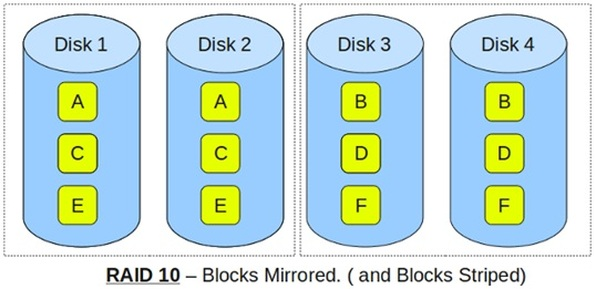 Disk 1 Disk 2 Disk 3 Disk 4
A A B B
C C D D
E E F F
RAID 10 – Blocks Mirrored. ( and Blocks Striped)